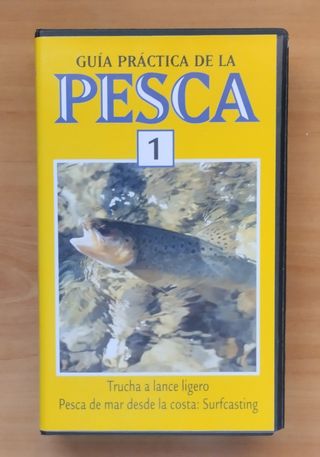 GUÍA PRÁCTICA DE LA
PESCA
1
Trucha a lance ligero
Pesca de mar desde la costa: Surfcasting